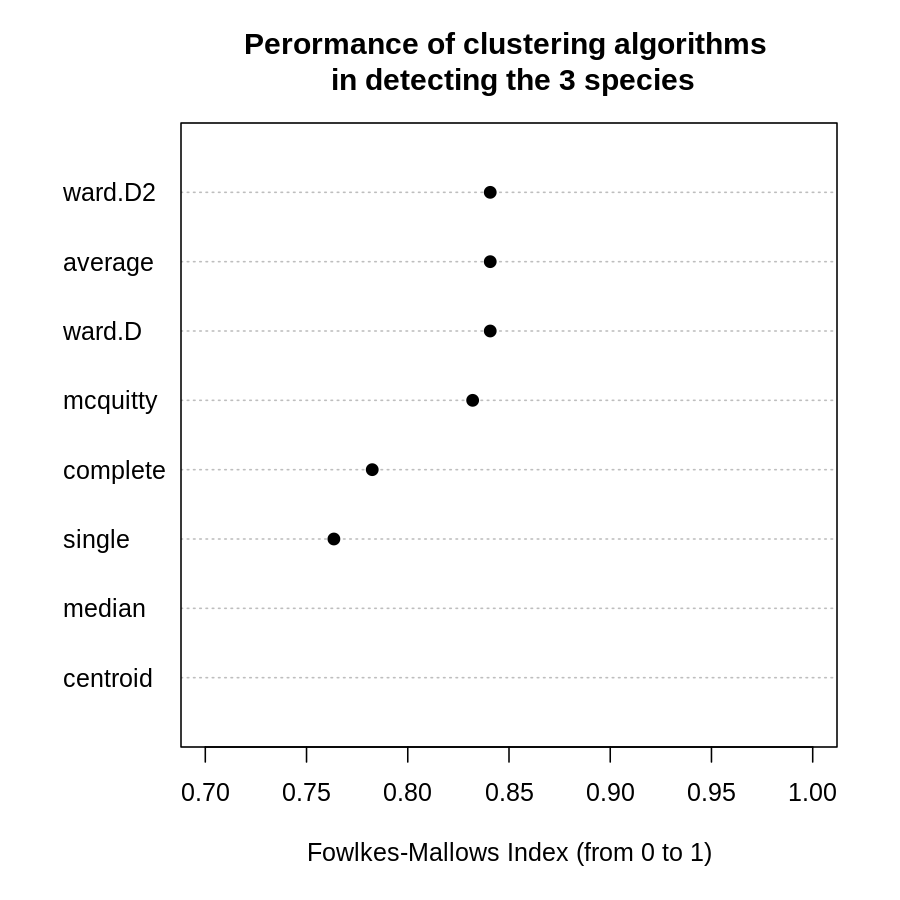 Perormance of clustering algorithms
in detecting the 3 species
ward.D2
average
ward.D
mcquitty
complete
single
median
centroid
0.70 0.75 0.80 0.85 0.90 0.95 1.00
Fowlkes-Mallows Index (from 0 to 1)